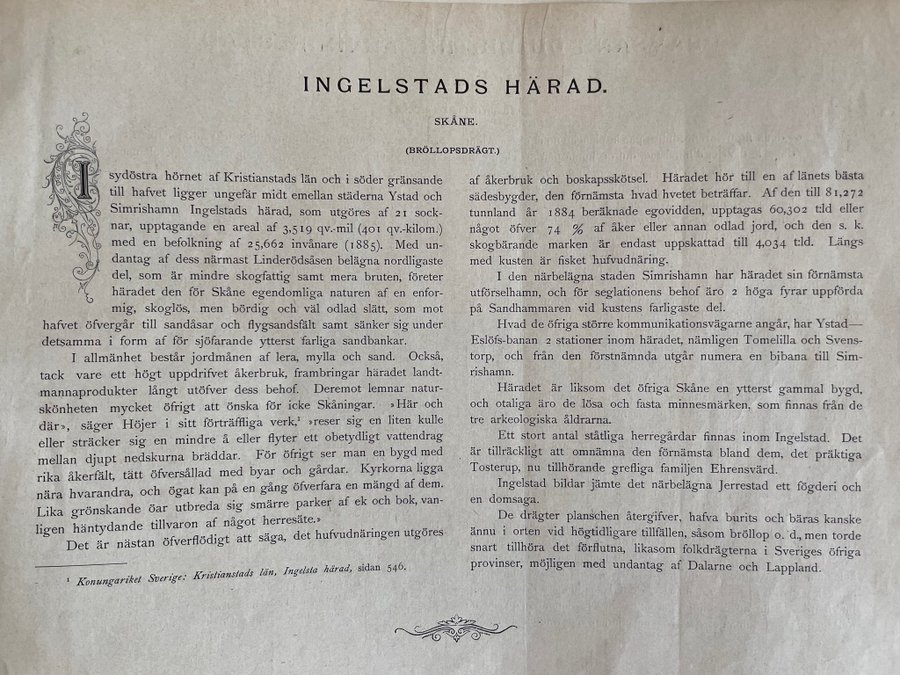 INGELSTADS HÄRAD.
SKÅNE.
(BRÖLLOPSDRÄGT.)
I sydöstra hörnet af Kristianstads län och i söder gränsande
till hafvet ligger ungefär midt emellan städerna Ystad och
Simrishamn Ingelstads härad, som utgöres af 21 sock-
nar, upptagande en areal af 3,519 qv.-mil (401 qv.-kilom.)
med en befolkning af 25,662 invånare (1885). Med un-
dantag af dess närmast Linderödsåsen belägna nordligaste
del, som är mindre skogfattig samt mera bruten, företer
häradet den för Skåne egendomliga naturen af en enfor-
mig, skoglös, men bördig och väl odlad slätt, som mot
hafvet öfvergår till sandåsar och flygsandsfält samt sänker sig under
detsamma i form af för sjöfarande ytterst farliga sandbankar.
I allmänhet består jordmånen af lera, mylla och sand. Också,
tack vare ett högt uppdrifvet åkerbruk, frambringar häradet landt-
mannaprodukter långt utöfver dess behof. Deremot lemnar natur-
skönheten mycket öfrigt att önska för icke Skåningar. »Här och
där», säger Höjer i sitt förträffliga verk,¹ »reser sig en liten kulle
eller sträcker sig en mindre å eller flyter ett obetydligt vattendrag
mellan djupt nedskurna bräddar. För öfrigt ser man en bygd med
rika åkerfält, tätt öfversållad med byar och gårdar. Kyrkorna ligga
nära hvarandra, och ögat kan på en gång öfverfara en mängd af dem.
Lika grönskande öar utbreda sig smärre parker af ek och bok, van-
ligen häntydande tillvaron af något herresäte.»
Det är nästan öfverflödigt att säga, det hufvudnäringen utgöres
¹ Konungariket Sverige: Kristianstads län, Ingelsta härad, sidan 546.
af åkerbruk och boskapsskötsel. Häradet hör till en af länets bästa
sädesbygder, den förnämsta hvad hvetet beträffar. Af den till 81,272
tunnland år 1884 beräknade egovidden, upptagas 60,302 t:ld eller
något öfver 74 % af åker eller annan odlad jord, och den s. k.
skogbärande marken är endast uppskattad till 4,034 t:ld. Längs
med kusten är fisket hufvudnäring.
I den närbelägna staden Simrishamn har häradet sin förnämsta
utförselhamn, och för seglationens behof äro 2 höga fyrar uppförda
på Sandhammaren vid kustens farligaste del.
Hvad de öfriga större kommunikationsvägarne angår, har Ystad—
Eslöfs-banan 2 stationer inom häradet, nämligen Tomelilla och Svens-
torp, och från den förstnämnda utgår numera en bibana till Sim-
rishamn.
Häradet är liksom det öfriga Skåne en ytterst gammal bygd,
och otaliga äro de lösa och fasta minnesmärken, som finnas från de
tre arkeologiska åldrarna.
Ett stort antal ståtliga herregårdar finnas inom Ingelstad. Det
är tillräckligt att omnämna den förnämsta bland dem, det präktiga
Tosterup, nu tillhörande grefliga familjen Ehrensvärd.
Ingelstad bildar jämte det närbelägna Jerrestad ett fögderi och
en domsaga.
De drägter planschen återgifver, hafva burits och bäras kanske
ännu i orten vid högtidligare tillfällen, såsom bröllop o. d., men torde
snart tillhöra det förflutna, likasom folkdrägterna i Sveriges öfriga
provinser, möjligen med undantag af Dalarne och Lappland.